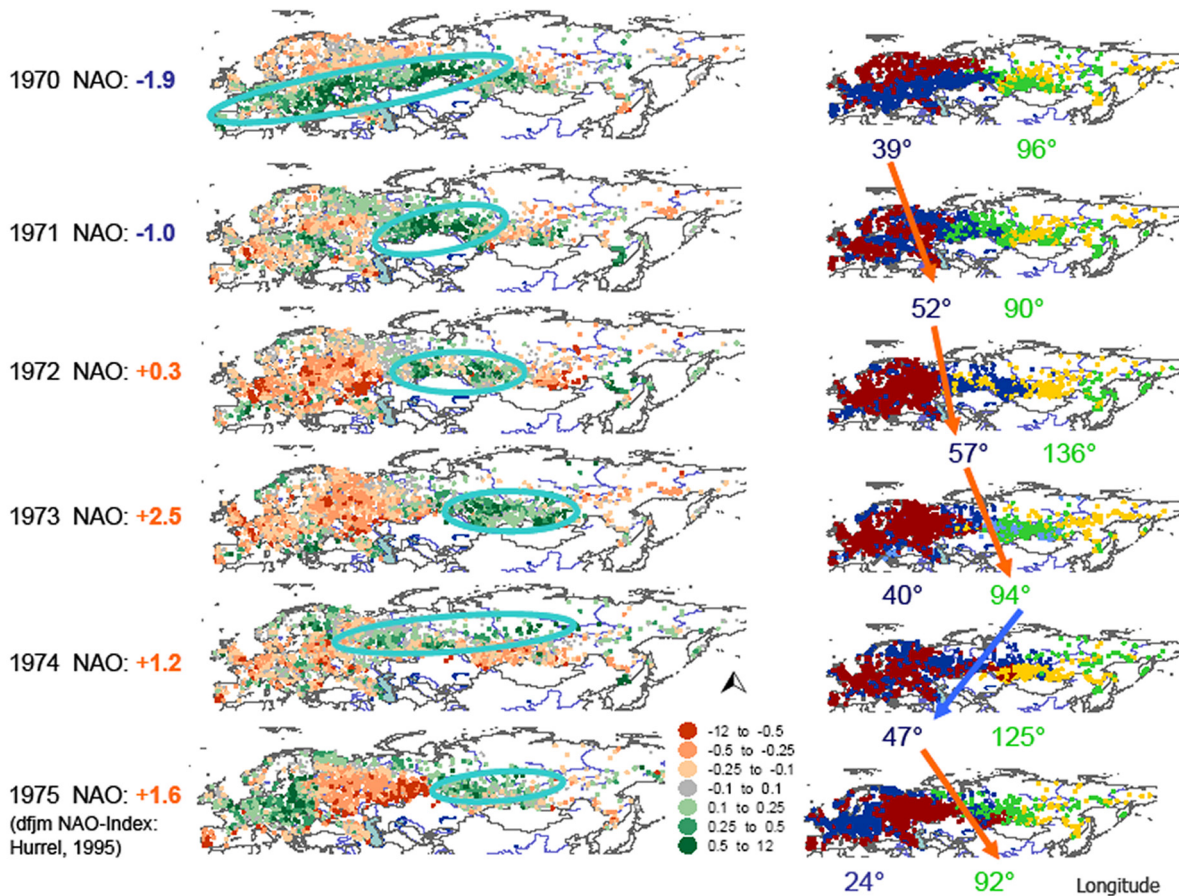 1970 NAO: -1.9
39° 96°
1971 NAO: -1.0
52° 90°
1972 NAO: +0.3
57° 136°
1973 NAO: +2.5
40° 94°
1974 NAO: +1.2
47° 125°
-12 to -0.5
-0.5 to -0.25
-0.25 to -0.1
-0.1 to 0.1
0.1 to 0.25
0.25 to 0.5
0.5 to 12
1975 NAO: +1.6
(dfjm NAO-Index:
Hurrel, 1995)
24° 92° Longitude